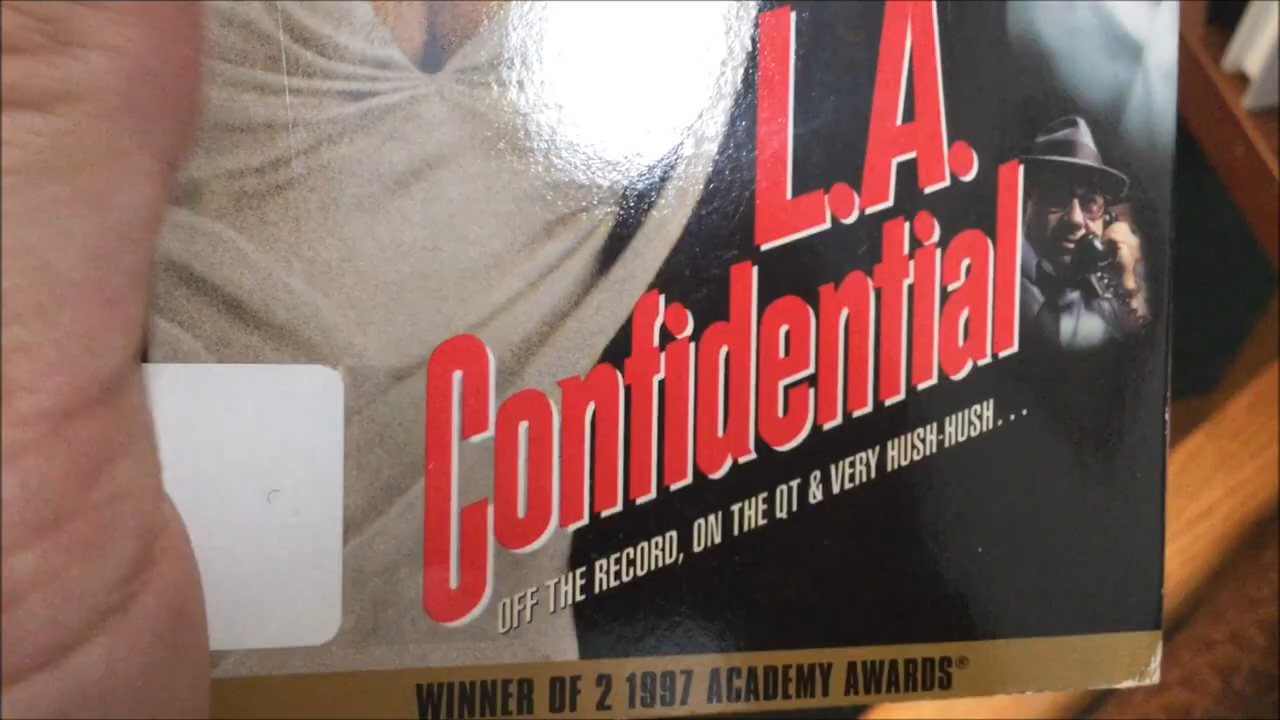 L.A.
Confidential
OFF THE RECORD, ON THE QT & VERY HUSH-HUSH...
WINNER OF 2 1997 ACADEMY AWARDS®